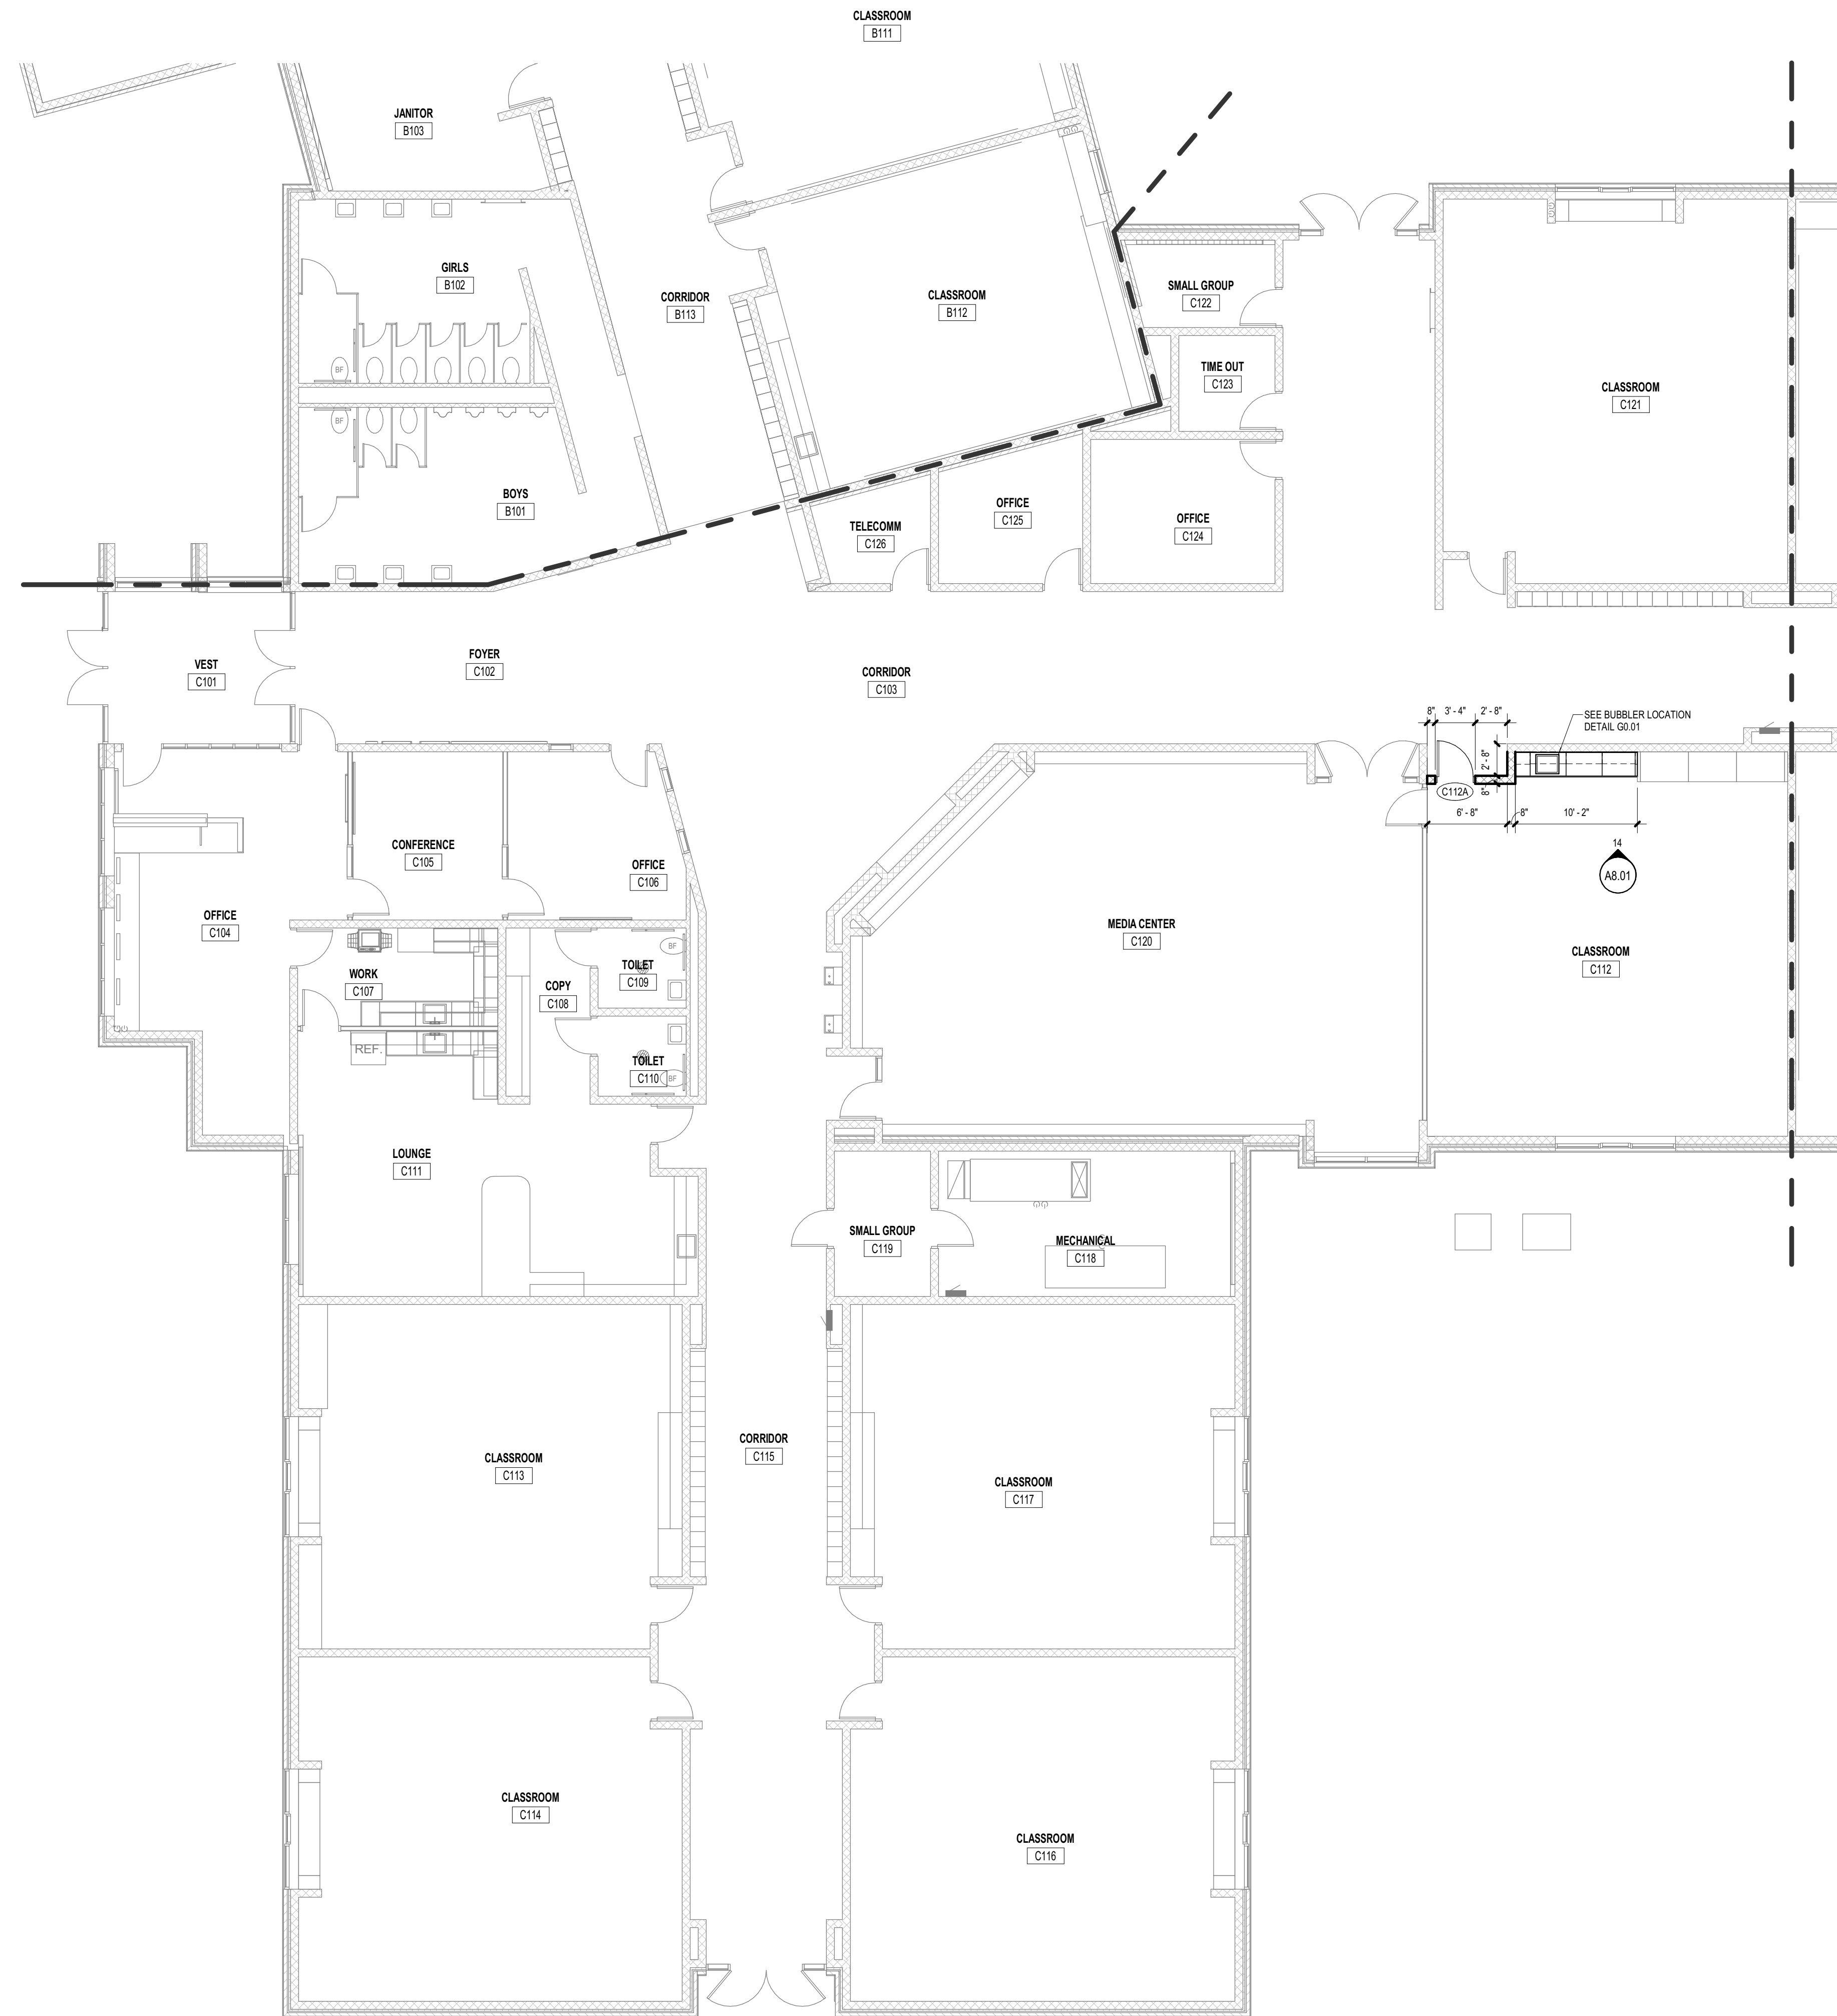 CLASSROOM
B111
JANITOR
B103
GIRLS
B102
CORRIDOR
B113
CLASSROOM
B112
SMALL GROUP
C122
TIME OUT
C123
CLASSROOM
C121
BF
BF
BOYS
B101
TELECOMM
C126
OFFICE
C125
OFFICE
C124
VEST
C101
FOYER
C102
CORRIDOR
C103
8"
3' - 4"
2' - 8"
SEE BUBBLER LOCATION
DETAIL G0.01
2' - 8"
8"
C112A
6' - 8"
8"
10' - 2"
14
A8.01
CONFERENCE
C105
OFFICE
C106
OFFICE
C104
MEDIA CENTER
C120
CLASSROOM
C112
WORK
C107
COPY
C108
BF
TOILET
C109
REF.
TOILET
C110
BF
LOUNGE
C111
SMALL GROUP
C119
MECHANICAL
C118
CORRIDOR
C115
CLASSROOM
C113
CLASSROOM
C117
CLASSROOM
C114
CLASSROOM
C116